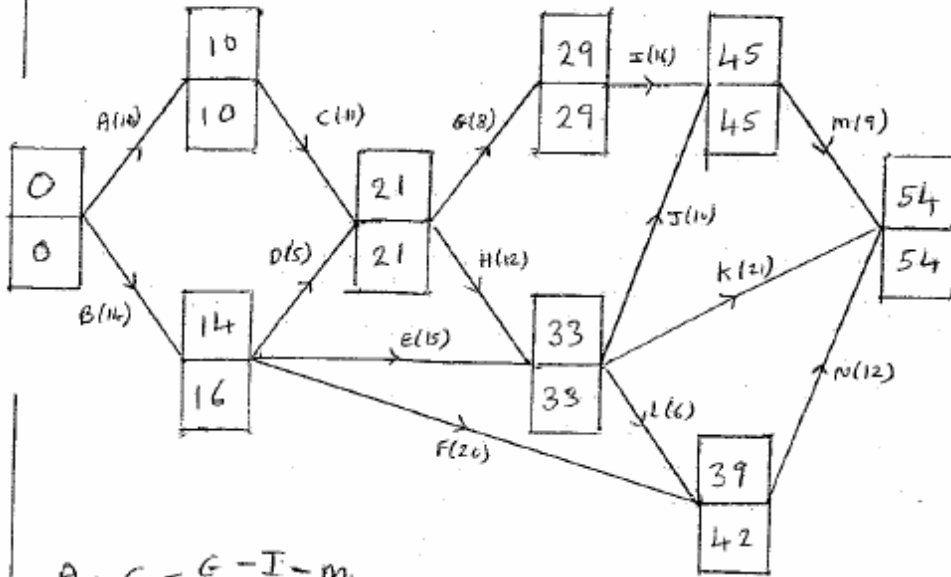 10 29 45
A(10) 10 C(11) G(8) 29 I(16) 45 M(9)
0 21 54
0 D(5) 21 H(12) J(10) K(21) 54
B(14) 14 E(15) 33 N(12)
16 33 L(6)
F(20) 39
42
A - C - G - I - M